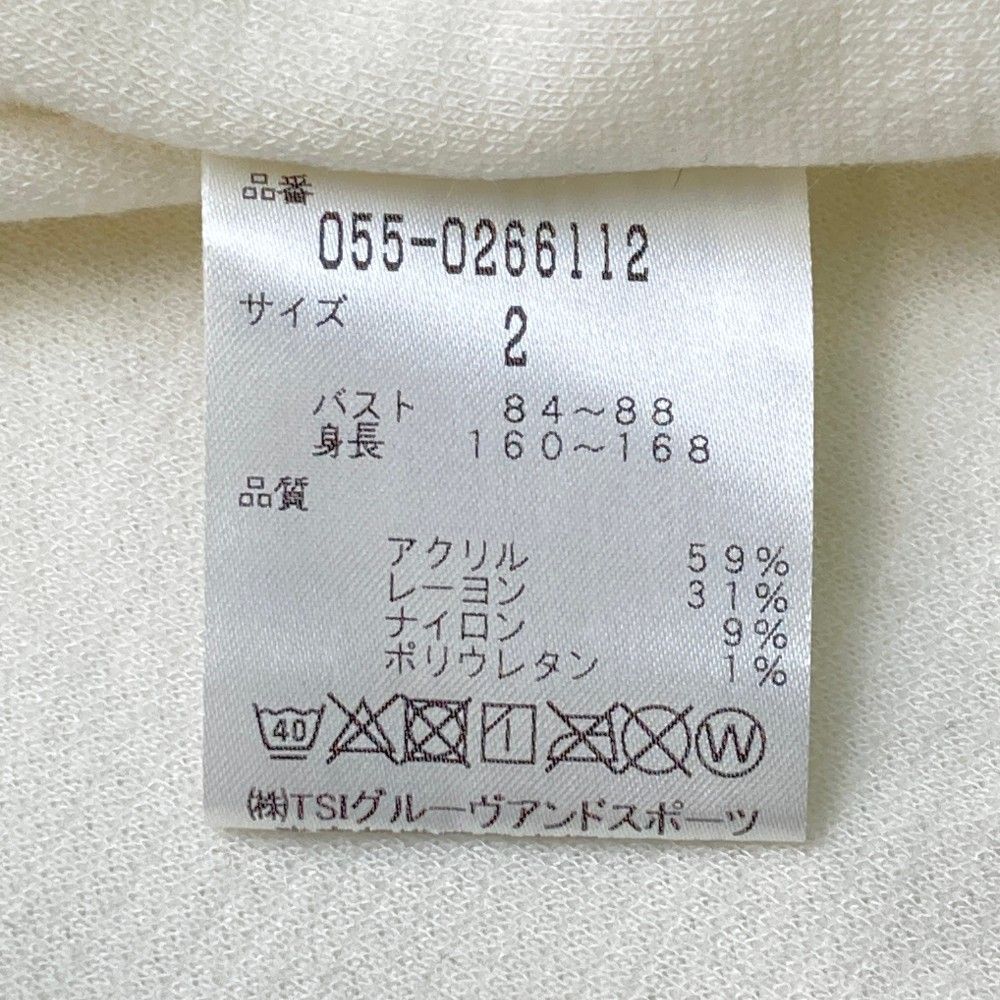 品番
055-0266112
サイズ 2
バスト 84～88
身長 160～168
品質
アクリル 59%
レーヨン 31%
ナイロン 9%
ポリウレタン 1%
40 W
㈱TSIグルーヴアンドスポーツ